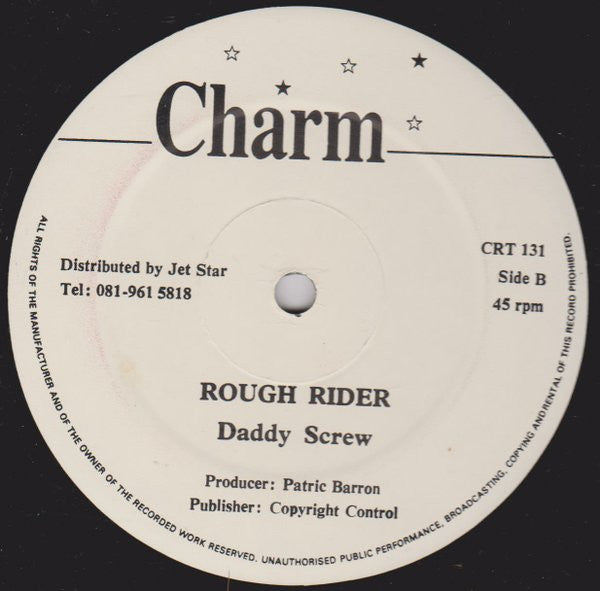 Charm
Distributed by Jet Star
Tel: 081-961 5818
CRT 131
Side B
45 rpm
ROUGH RIDER
Daddy Screw
Producer: Patric Barron
Publisher: Copyright Control
ALL RIGHTS OF THE MANUFACTURER AND OF THE OWNER OF THE RECORDED WORK RESERVED. UNAUTHORISED PUBLIC PERFORMANCE, BROADCASTING, COPYING AND RENTAL OF THIS RECORD PROHIBITED.